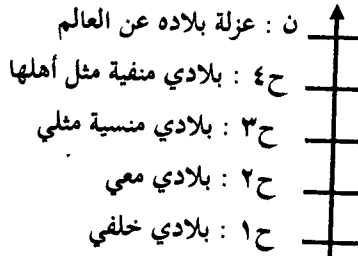 ن : عزلة بلاده عن العالم
ح٤ : بلادي منفية مثل أهلها
ح٣ : بلادي منسية مثلي
ح٢ : بلادي معي
ح١ : بلادي خلفي